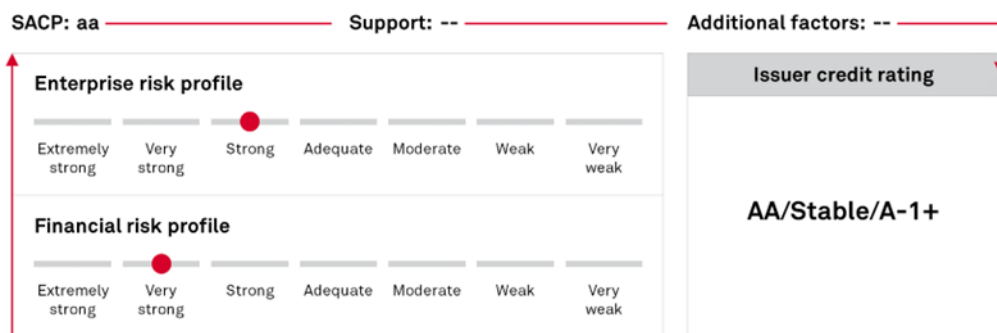 SACP: aa Support: -- Additional factors: --
Enterprise risk profile
Extremely strong Very strong Strong Adequate Moderate Weak Very weak
Financial risk profile
Extremely strong Very strong Strong Adequate Moderate Weak Very weak
Issuer credit rating
AA/Stable/A-1+